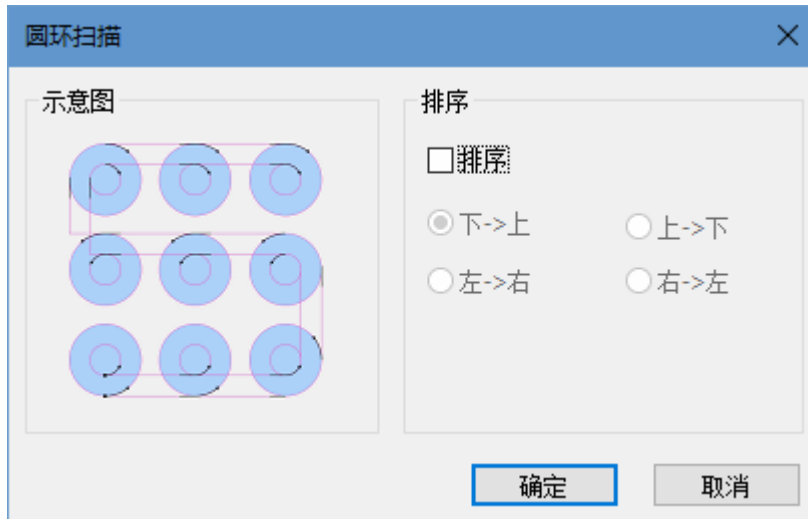 圆环扫描
示意图
排序
排序
下->上
上->下
左->右
右->左
确定
取消